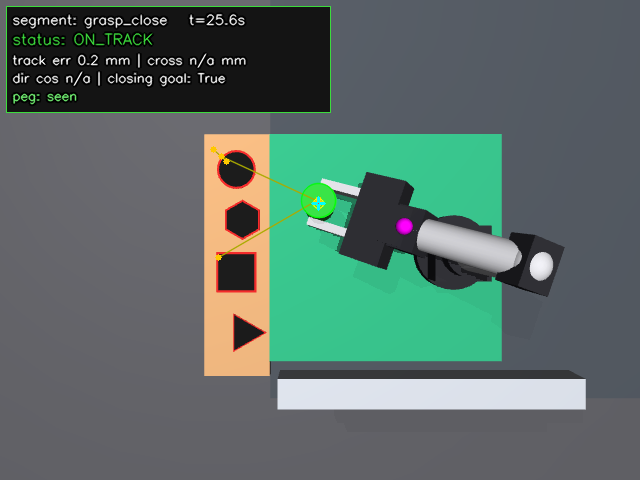 segment: grasp_close t=25.6s
status: ON_TRACK
track err 0.2 mm | cross n/a mm
dir cos n/a | closing goal: True
peg: seen